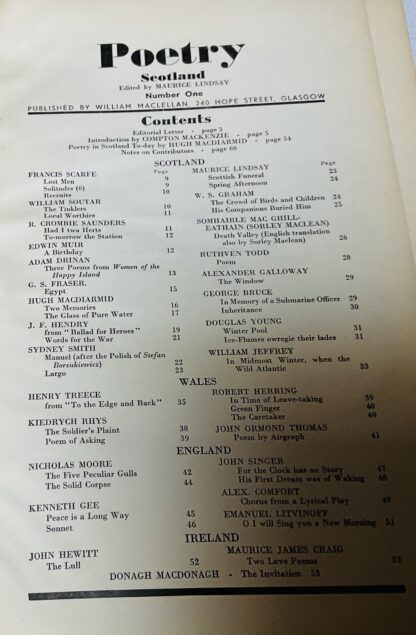 Poetry
Scotland
Edited by MAURICE LINDSAY
Number One
PUBLISHED BY WILLIAM MACLELLAN, 240 HOPE STREET, GLASGOW
Contents
Editorial Letter - page 3
Introduction by COMPTON MACKENZIE - page 5
Poetry in Scotland To-day by HUGH MACDIARMID - page 54
Notes on Contributors - page 60
SCOTLAND
Page
FRANCIS SCARFE
Lost Men 9
Solitudes (6) 9
Recruits 10
WILLIAM SOUTAR
The Tinklers 10
Local Worthies 11
R. CROMBIE SAUNDERS
Had I twa Hearts 11
To-morrow the Station 12
EDWIN MUIR
A Birthday 12
ADAM DRINAN
Three Poems from Women of the
Happy Island 13
G. S. FRASER.
Egypt 15
HUGH MACDIARMID
Two Memories 16
The Glass of Pure Water 17
J. F. HENDRY
from "Ballad for Heroes" 19
Words for the War 21
SYDNEY SMITH
Manuel (after the Polish of Stefan
Borsukiewicz) 22
Largo 23
Page
MAURICE LINDSAY
Scottish Funeral 23
Spring Afternoon 24
W. S. GRAHAM
The Crowd of Birds and Children 24
His Companions Buried Him 25
SOMHAIRLE MAC GHILL-
EATHAIN (SORLEY MACLEAN)
Death Valley (English translation
also by Sorley Maclean) 26
RUTHVEN TODD
Poem 28
ALEXANDER GALLOWAY
The Window 29
GEORGE BRUCE
In Memory of a Submarine Officer 29
Inheritance 30
DOUGLAS YOUNG
Winter Pool 31
Ice-Flumes owregie their lades 31
WILLIAM JEFFREY
In Midmost Winter, when the
Wild Atlantic 33
WALES
HENRY TREECE
from "To the Edge and Back" 35
KIEDRYCH RHYS
The Soldier's Plaint 38
Poem of Asking 39
ROBERT HERRING
In Time of Leave-taking 39
Green Finger 40
The Caretaker 40
JOHN ORMOND THOMAS
Poem by Airgraph 41
ENGLAND
NICHOLAS MOORE
The Five Peculiar Gulls 42
The Solid Corpse 44
KENNETH GEE
Peace is a Long Way 45
Sonnet 46
JOHN SINGER
For the Clock has no Story 47
His First Dream was of Waking 48
ALEX. COMFORT
Chorus from a Lyrical Play 49
EMANUEL LITVINOFF
O I will Sing you a New Morning 51
IRELAND
JOHN HEWITT
The Lull 52
MAURICE JAMES CRAIG
Two Love Poems 52
DONAGH MACDONAGH - The Invitation 53